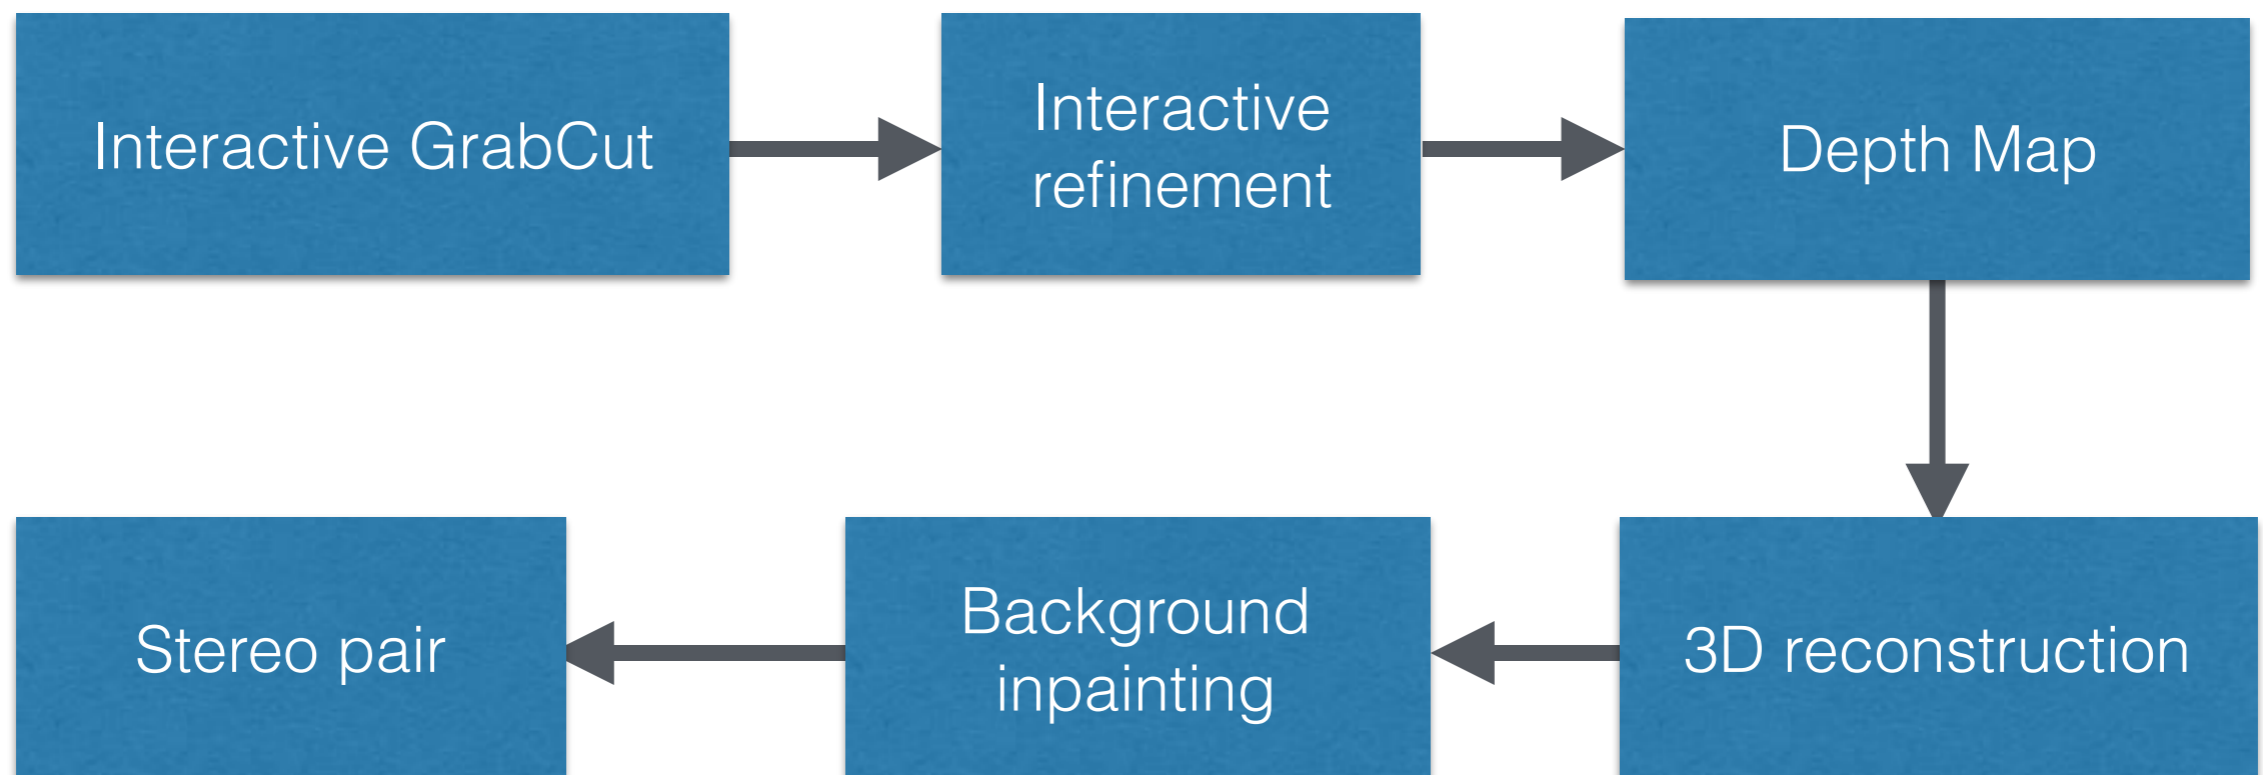 Interactive GrabCut
Interactive
refinement
Depth Map
Stereo pair
Background
inpainting
3D reconstruction